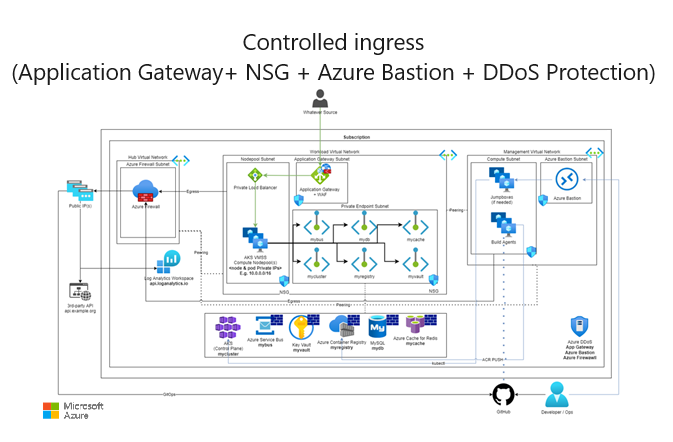 Controlled ingress
(Application Gateway+ NSG + Azure Bastion + DDoS Protection)
Whatever Source
Subscription
Hub Virtual Network
Azure Firewall Subnet
Workload Virtual Network
Nodepool Subnet
Application Gateway Subnet
Management Virtual Network
Compute Subnet
Azure Bastion Subnet
Private Load Balancer
Application Gateway
+ WAF
Jumpboxes
(if needed)
Azure Bastion
Public IP(s)
Azure Firewall
Egress
Private Endpoint Subnet
Peering
mybus
mydb
mycache
Build Agents
AKS VMSS
Compute Nodepool(s)
<node & pod Private IPs>
E.g. 10.0.0.0/16
Peering
Log Analytics Workspace
api.loganalytics.io
mycluster
myregistry
myvault
NSG
NSG
Egress
Peering
3rd-party API
api.example.org
AKS
(Control Plane)
mycluster
Azure Service Bus
mybus
Key Vault
myvault
Azure Container Registry
myregistry
MySQL
mydb
Azure Cache for Redis
mycache
Azure DDoS
App Gateway
Azure Bastion
Azure Firewall
kubectl
ACR PUSH
GitOps
GitHub
Developer / Ops
Microsoft
Azure